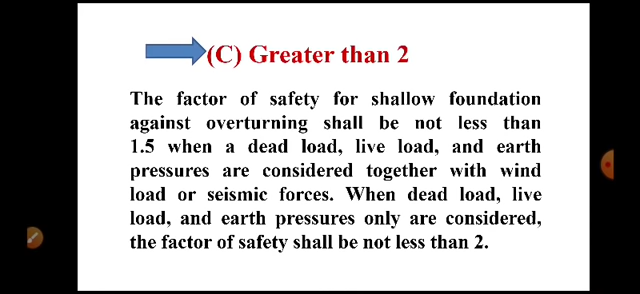 (C) Greater than 2
The factor of safety for shallow foundation
against overturning shall be not less than
1.5 when a dead load, live load, and earth
pressures are considered together with wind
load or seismic forces. When dead load, live
load, and earth pressures only are considered,
the factor of safety shall be not less than 2.